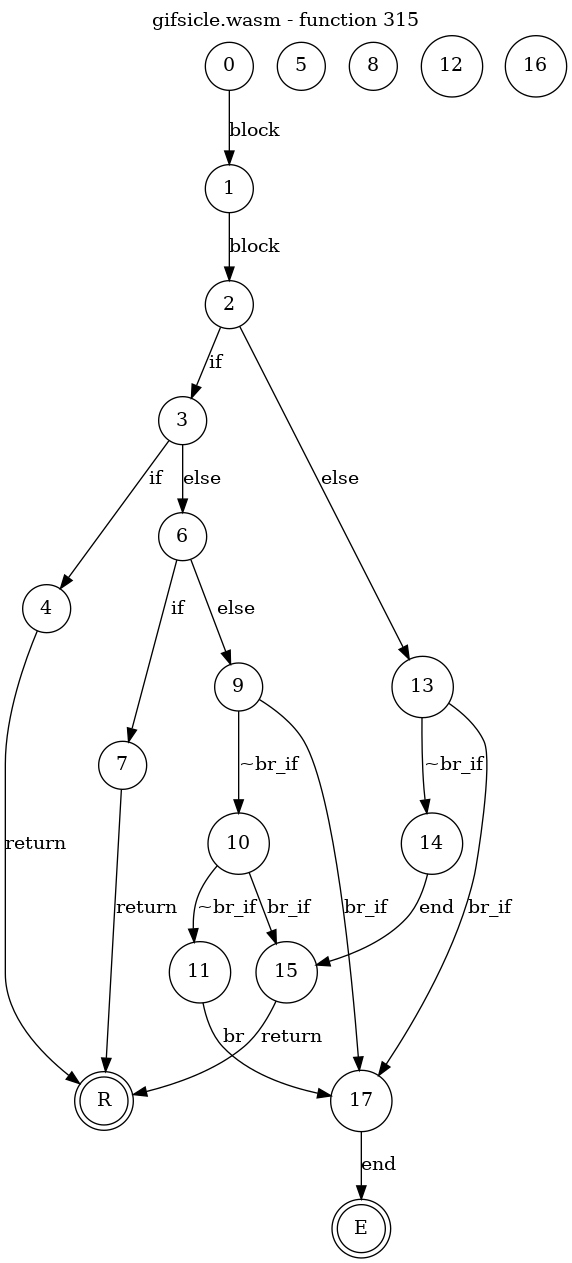 gifsicle.wasm - function 315
0 5 8 12 16
block
1
block
2
if
3
if else else
6
4 if else
9 13
7 ~br_if ~br_if
10 14
return return ~br_if br_if br_if end br_if
11 15
br return
R 17
end
E